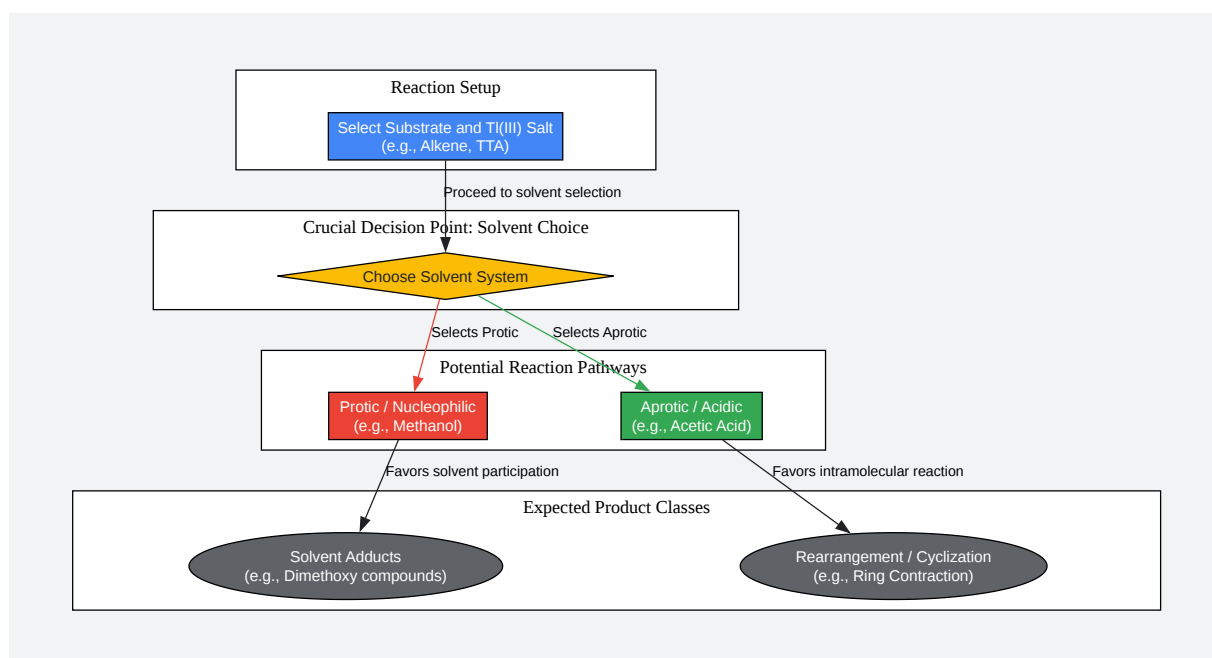 Reaction Setup
Select Substrate and Tl(III) Salt
(e.g., Alkene, TTA)
Proceed to solvent selection
Crucial Decision Point: Solvent Choice
Choose Solvent System
Selects Protic
Selects Aprotic
Potential Reaction Pathways
Protic / Nucleophilic
(e.g., Methanol)
Aprotic / Acidic
(e.g., Acetic Acid)
Favors solvent participation
Favors intramolecular reaction
Expected Product Classes
Solvent Adducts
(e.g., Dimethoxy compounds)
Rearrangement / Cyclization
(e.g., Ring Contraction)